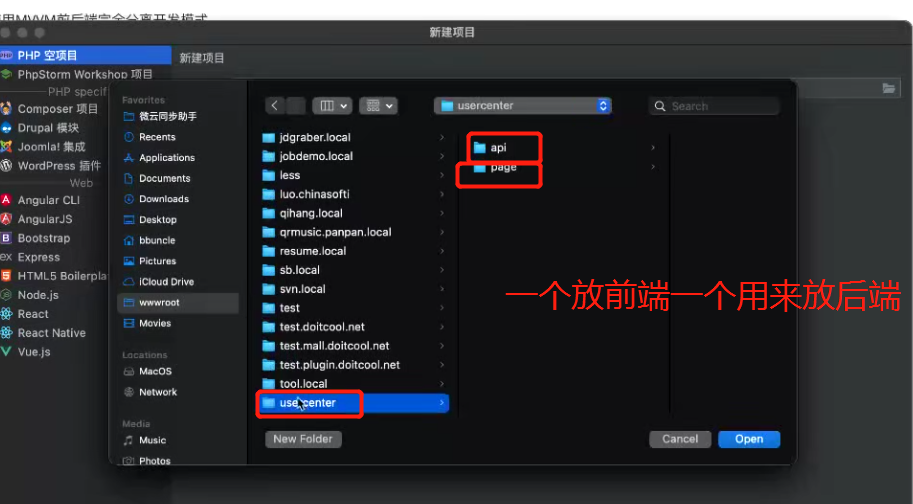 用MVVM前后端完全分离开发模式
新建项目
PHP 空项目
新建项目
PhpStorm Workshop 项目
PHP specif
Composer 项目
Drupal 模块
Joomla! 集成
WordPress 插件
Web
Angular CLI
AngularJS
Bootstrap
Express
HTML5 Boilerpla
Node.js
React
React Native
Vue.js
Favorites
微云同步助手
Recents
Applications
Documents
Downloads
Desktop
bbuncle
Pictures
iCloud Drive
wwwroot
Movies
Locations
MacOS
Network
Media
Music
Photos
usercenter
Search
jdgraber.local
jobdemo.local
less
luo.chinasofti
qihang.local
qrmusic.panpan.local
resume.local
sb.local
svn.local
test
test.doitcool.net
test.mall.doitcool.net
test.plugin.doitcool.net
tool.local
usercenter
api
page
一个放前端一个用来放后端
New Folder
Cancel
Open